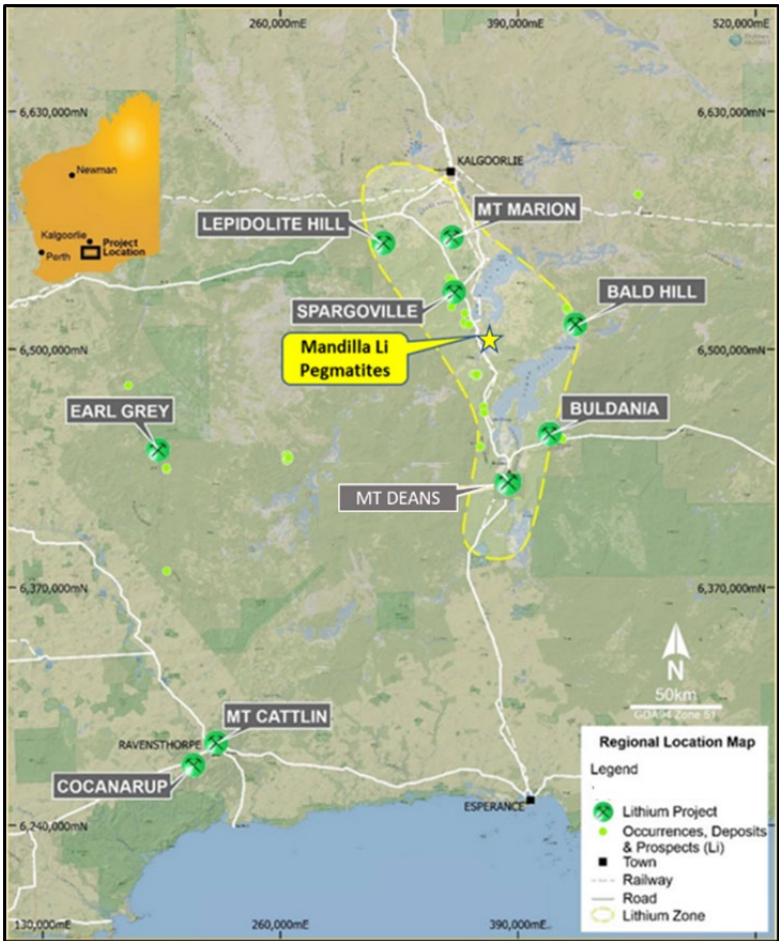 260,000mE
390,000mE
520,000mE
6,630,000mN
6,630,000mN
Newman
Kalgoorlie
Project
Location
Perth
KALGOORLIE
MT MARION
LEPIDOLITE HILL
SPARGOVILLE
BALD HILL
Mandilla Li
Pegmatites
6,500,000mN
6,500,000mN
EARL GREY
BULDANIA
MT DEANS
6,370,000mN
6,370,000mN
N
50km
GDA94 Zone 51
MT CATTLIN
RAVENSTHORPE
COCANARUP
ESPERANCE
6,240,000mN
Regional Location Map
Legend
Lithium Project
Occurrences, Deposits
& Prospects (Li)
Town
Railway
Road
Lithium Zone
130,000mE
260,000mE
390,000mE
520,000mE